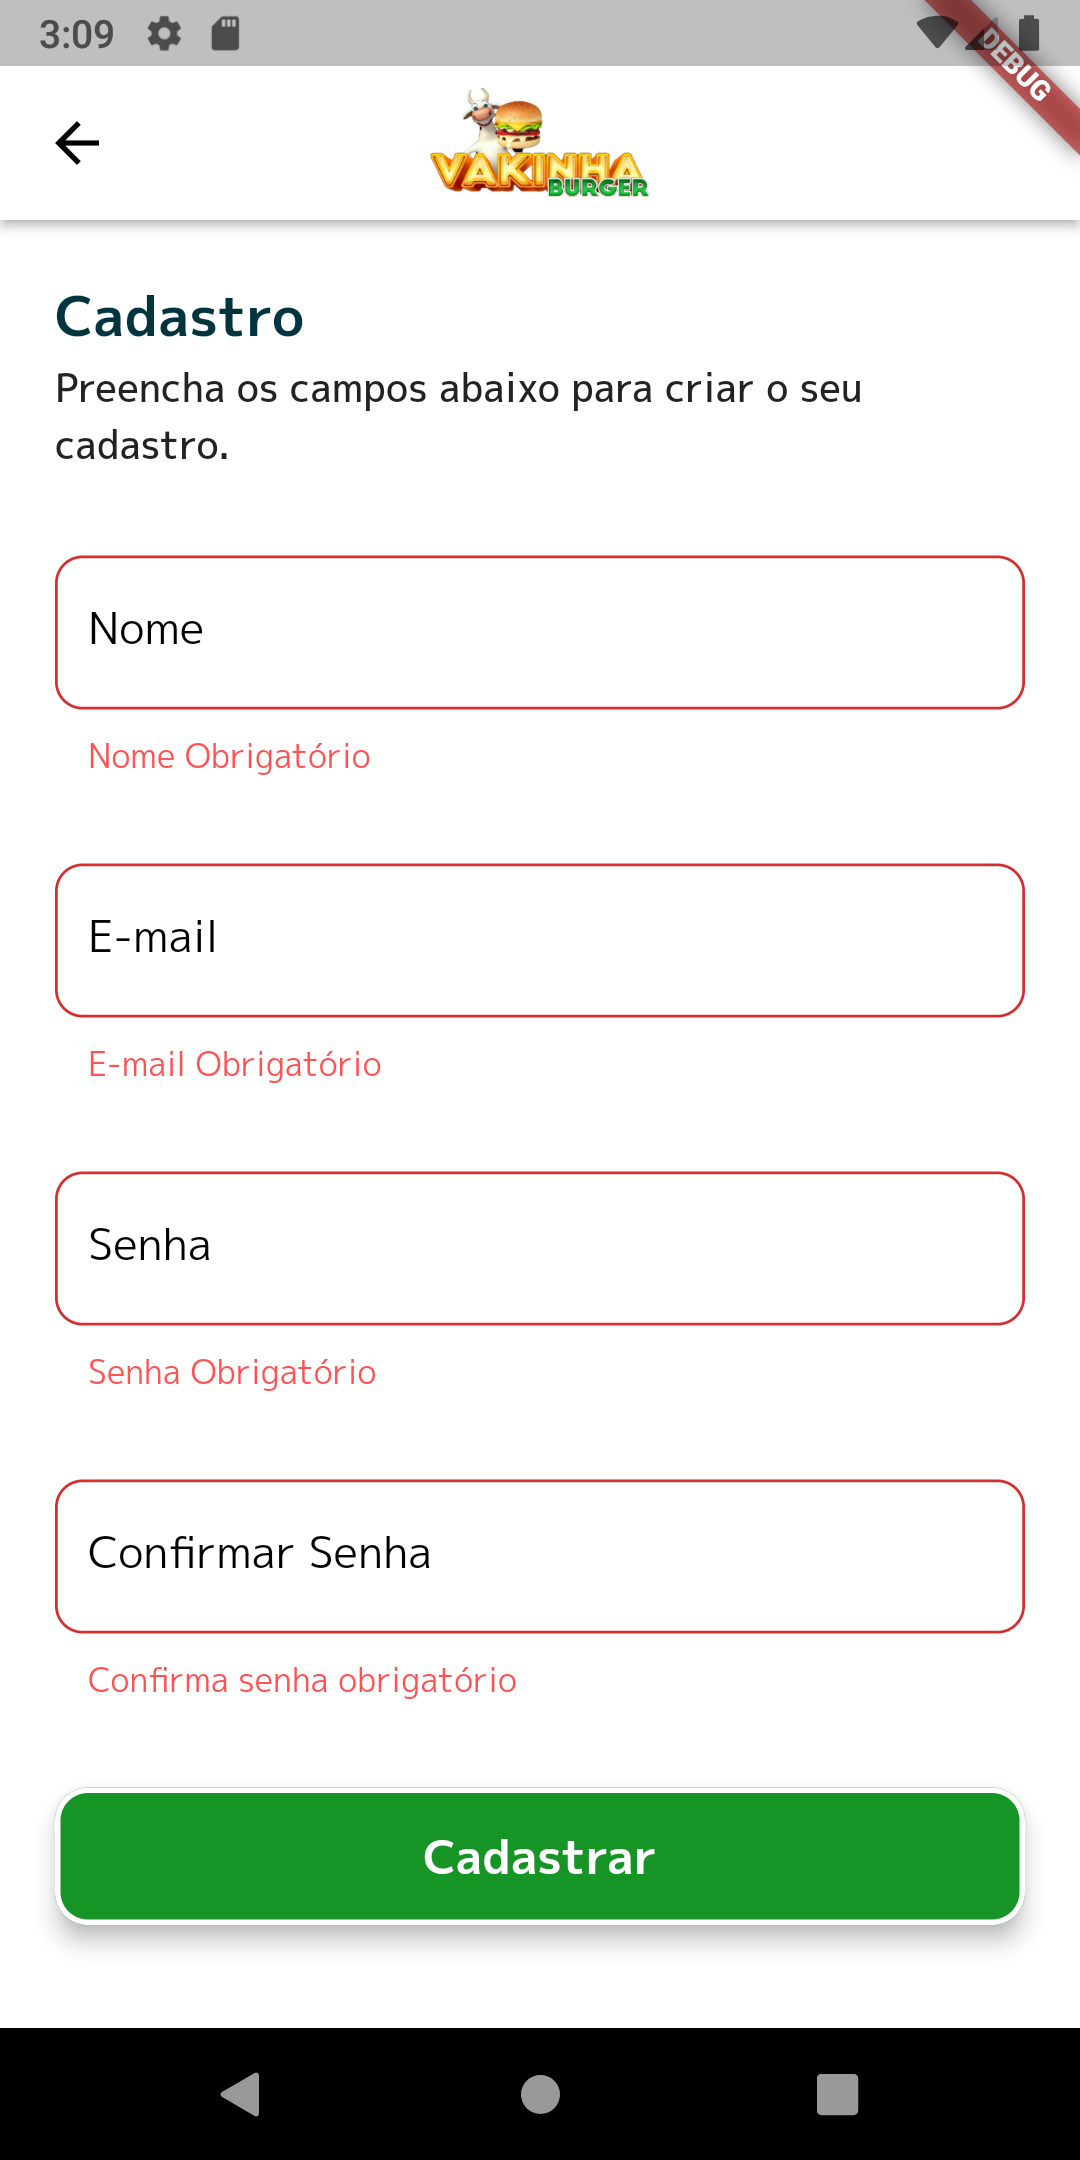 3:09
DEBUG
VAKINHA
BURGER
Cadastro
Preencha os campos abaixo para criar o seu
cadastro.
Nome
Nome Obrigatório
E-mail
E-mail Obrigatório
Senha
Senha Obrigatório
Confirmar Senha
Confirma senha obrigatório
Cadastrar